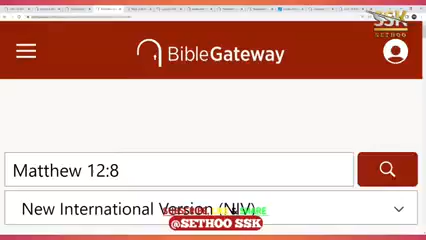 SSK
SETHOO
BibleGateway
Matthew 12:8
New International Version (NIV)
@SETHOO SSK